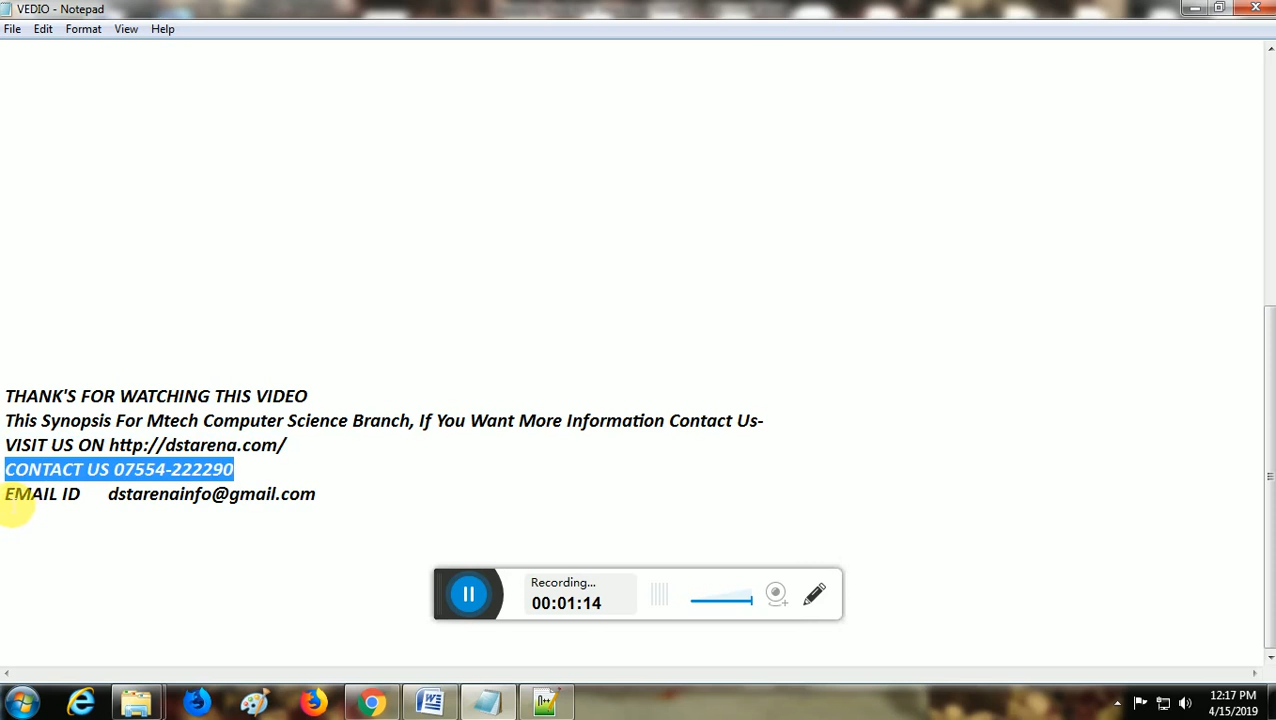 VEDIO - Notepad
File Edit Format View Help
THANK'S FOR WATCHING THIS VIDEO
This Synopsis For Mtech Computer Science Branch, If You Want More Information Contact Us-
VISIT US ON http://dstarena.com/
CONTACT US 07554-222290
EMAIL ID dstarenainfo@gmail.com
Recording...
00:01:14
12:17 PM
4/15/2019